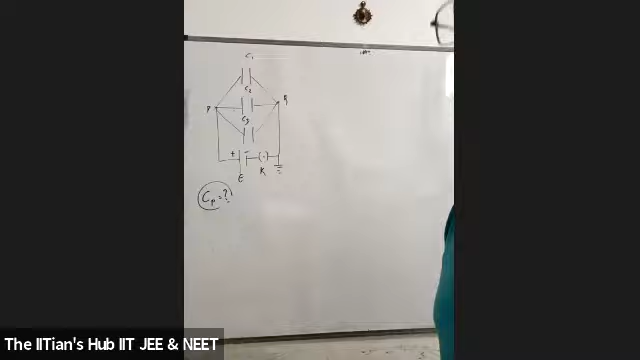 C1
C2
P
C3
+ -
E
K
Cp = ?
The IITian's Hub IIT JEE & NEET